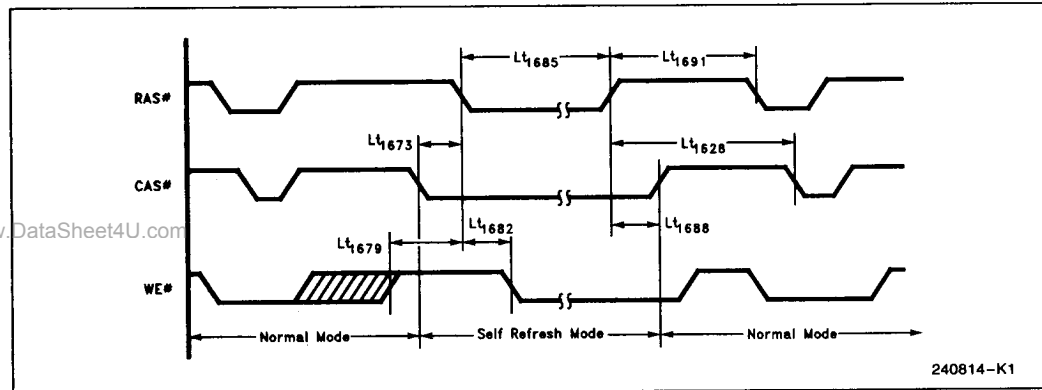 Lt1685
Lt1691
RAS#
Lt1673
Lt1628
CAS#
w.DataSheet4U.com
Lt1679
Lt1682
Lt1688
WE#
Normal Mode
Self Refresh Mode
Normal Mode
240814-K1